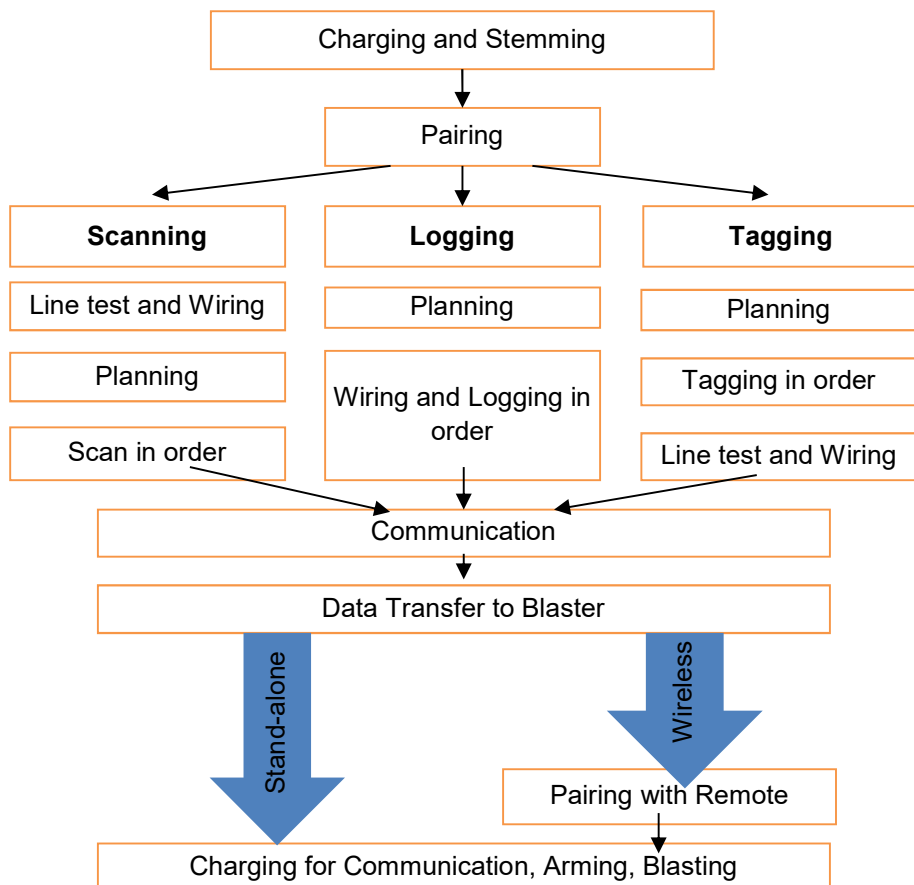 Charging and Stemming
Pairing
Scanning
Logging
Tagging
Line test and Wiring
Planning
Planning
Planning
Wiring and Logging in
order
Tagging in order
Scan in order
Line test and Wiring
Communication
Data Transfer to Blaster
Stand-alone
Wireless
Pairing with Remote
Charging for Communication, Arming, Blasting